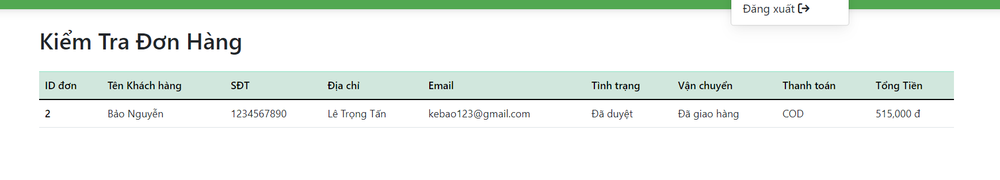 Đăng xuất
Kiểm Tra Đơn Hàng
ID đơn Tên Khách hàng SĐT Địa chỉ Email Tình trạng Vận chuyển Thanh toán Tổng Tiền
2 Bảo Nguyễn 1234567890 Lê Trọng Tấn kebao123@gmail.com Đã duyệt Đã giao hàng COD 515,000 đ